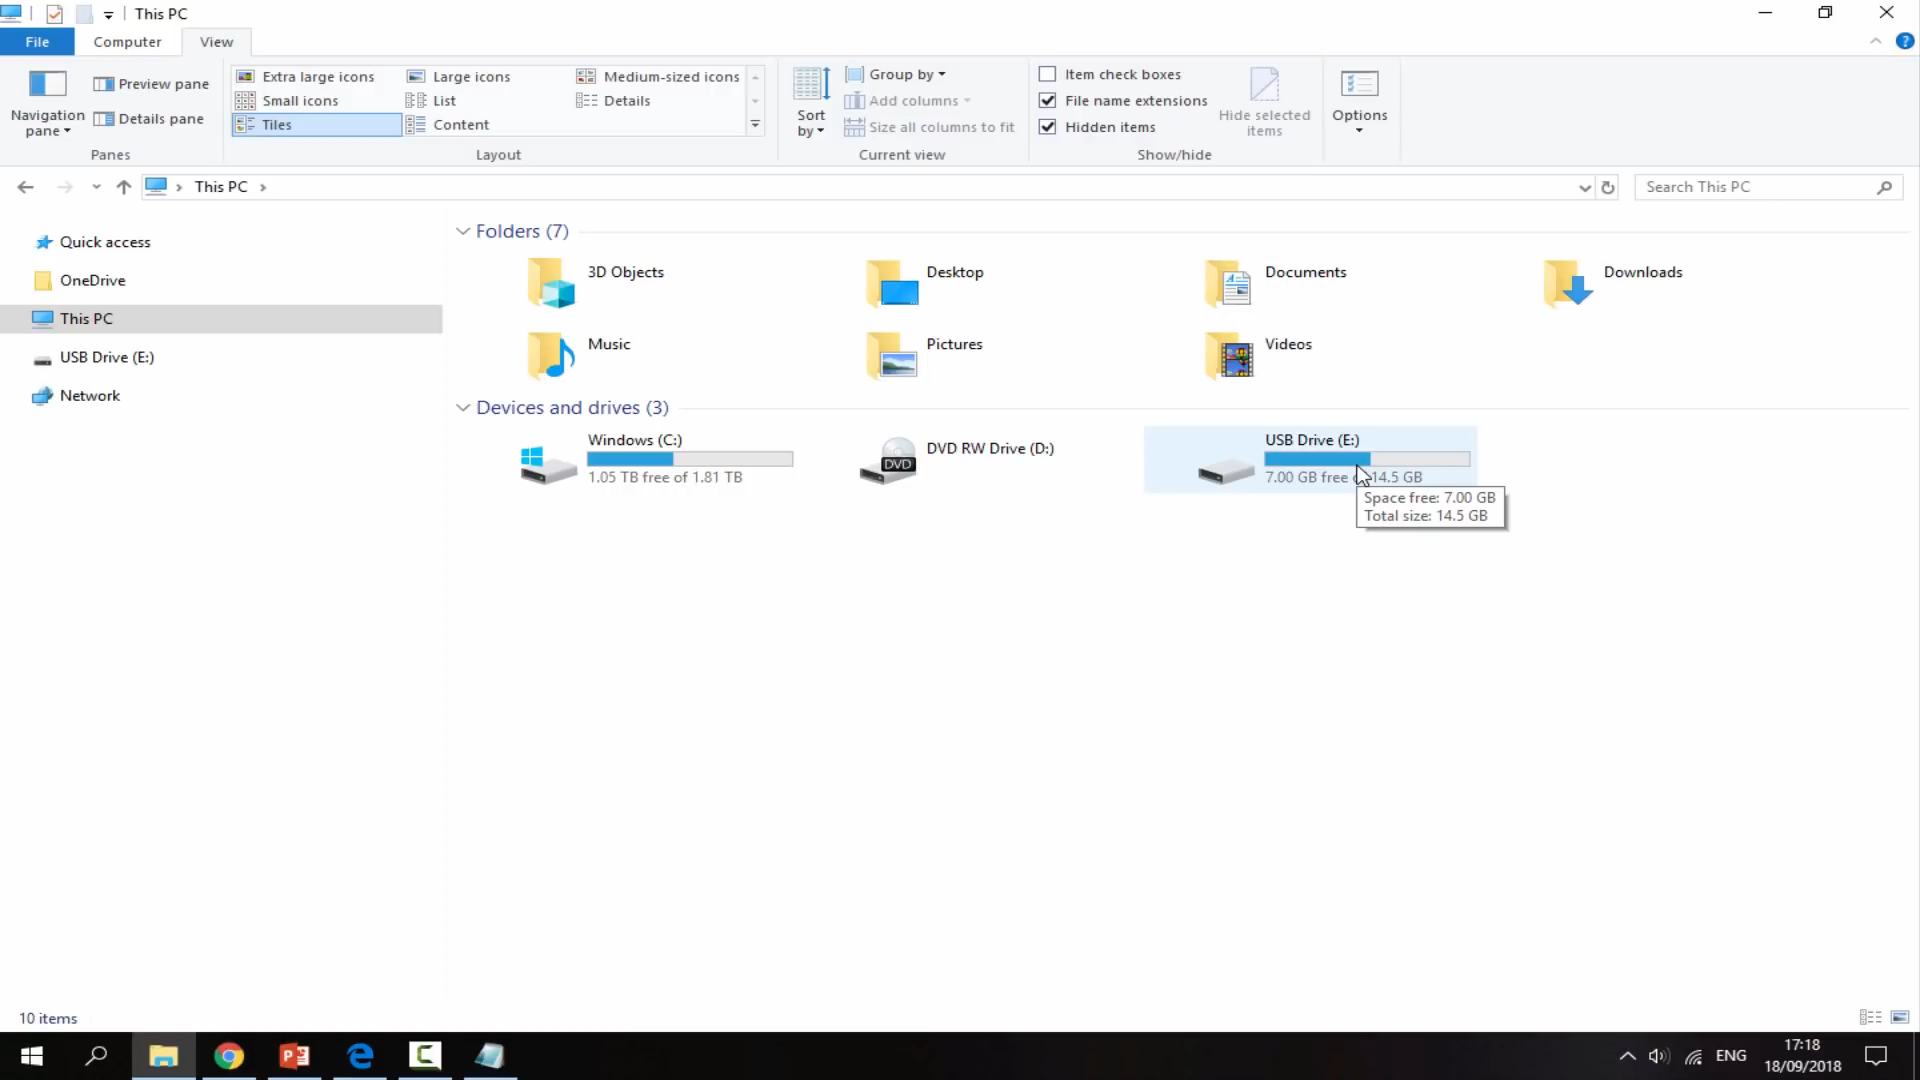 This PC
File Computer View
Navigation pane
Preview pane
Details pane
Panes
Extra large icons Large icons Medium-sized icons
Small icons List Details
Tiles Content
Layout
Sort by
Group by
Add columns
Size all columns to fit
Current view
Item check boxes
File name extensions
Hidden items
Hide selected items
Show/hide
Options
This PC
Search This PC
Quick access
OneDrive
This PC
USB Drive (E:)
Network
Folders (7)
3D Objects Desktop Documents Downloads
Music Pictures Videos
Devices and drives (3)
Windows (C:)
1.05 TB free of 1.81 TB
DVD
DVD RW Drive (D:)
USB Drive (E:)
7.00 GB free 14.5 GB
Space free: 7.00 GB
Total size: 14.5 GB
10 items
ENG
17:18
18/09/2018